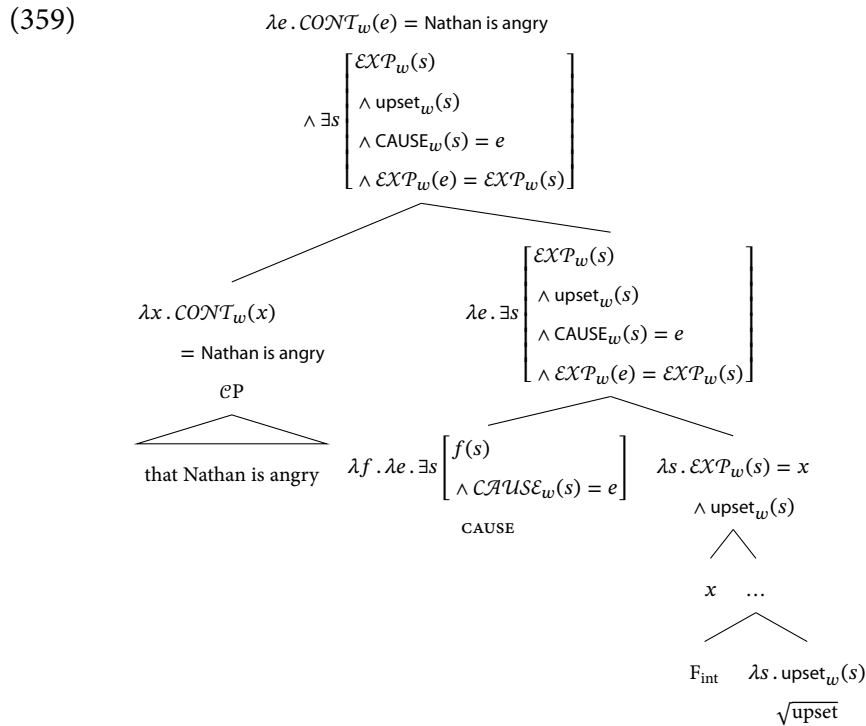 (359)
λe . CONT_w(e) = Nathan is angry
∧ ∃s [ EXP_w(s)
∧ upset_w(s)
∧ CAUSE_w(s) = e
∧ EXP_w(e) = EXP_w(s) ]
λx . CONT_w(x)
= Nathan is angry
CP
that Nathan is angry
λe . ∃s [ EXP_w(s)
∧ upset_w(s)
∧ CAUSE_w(s) = e
∧ EXP_w(e) = EXP_w(s) ]
λf . λe . ∃s [ f(s)
∧ CAUSE_w(s) = e ]
CAUSE
λs . EXP_w(s) = x
∧ upset_w(s)
x …
F_int λs . upset_w(s)
√upset